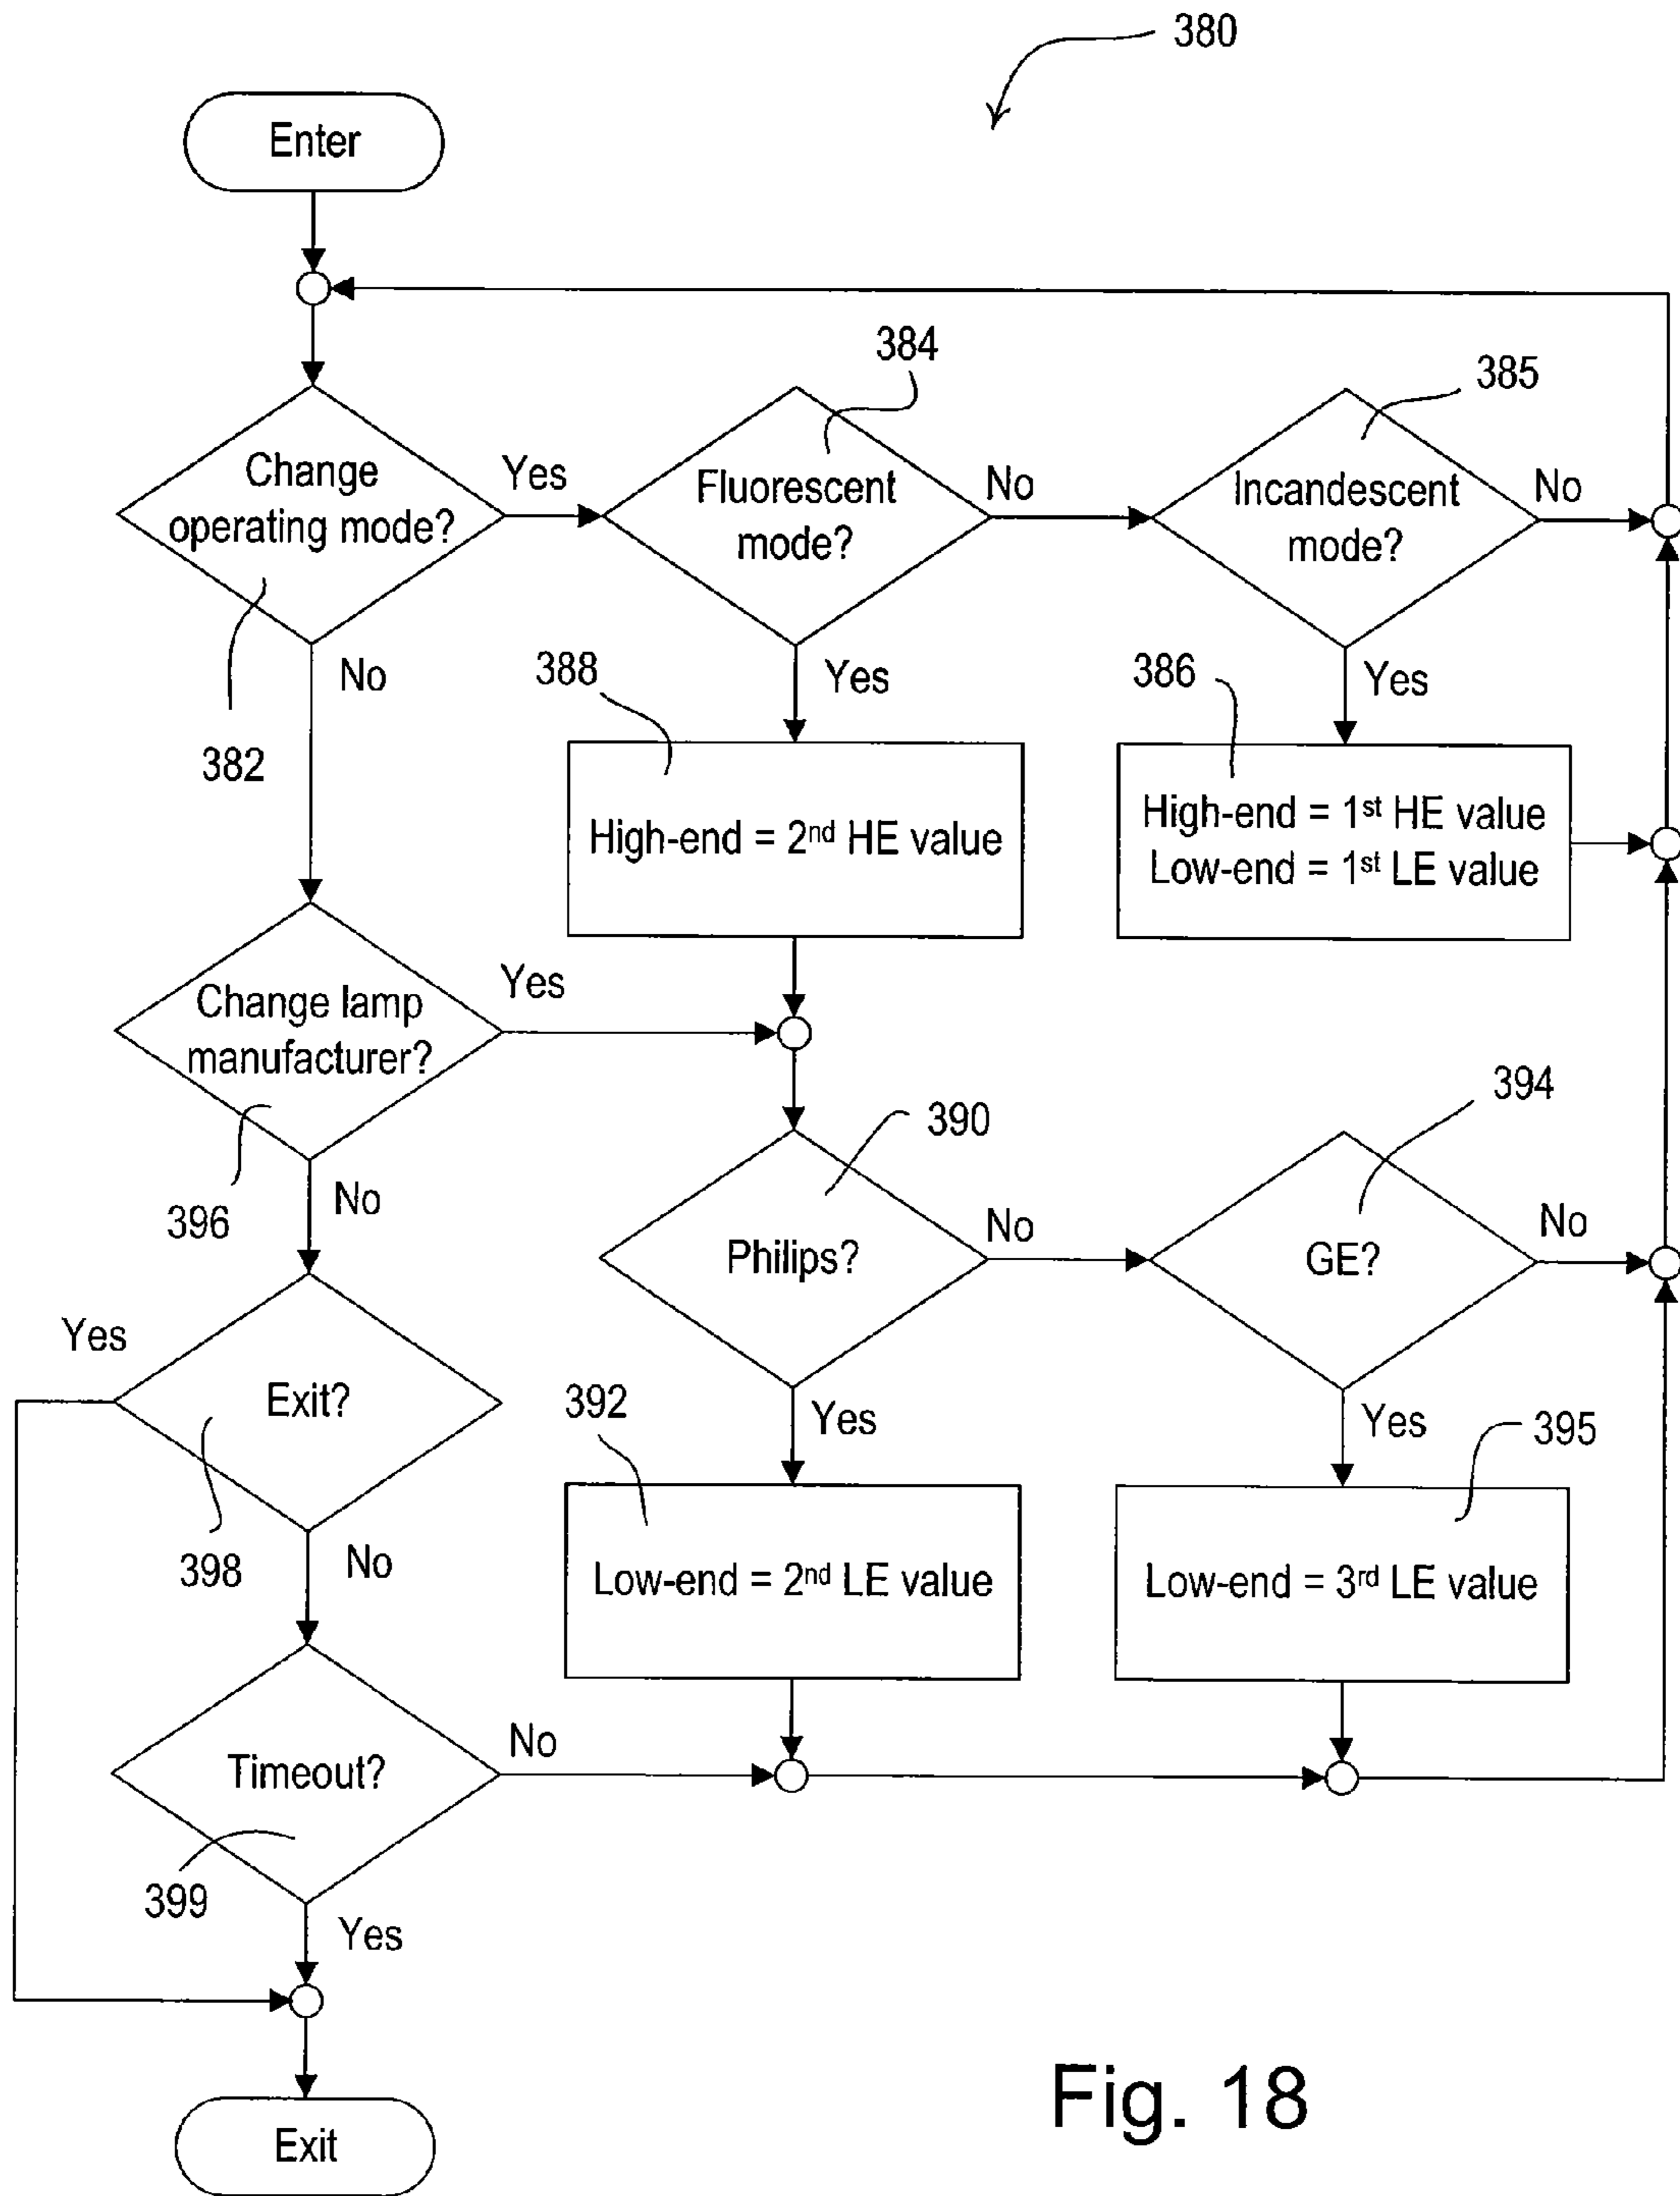 380
Enter
384
385
Change
operating mode?
Yes
Fluorescent
mode?
No
Incandescent
mode?
No
382
No
388
Yes
386
Yes
High-end = 2nd HE value
High-end = 1st HE value
Low-end = 1st LE value
Change lamp
manufacturer?
Yes
396
No
390
394
Philips?
No
GE?
No
Yes
Exit?
398
No
392
Yes
Yes
395
Low-end = 2nd LE value
Low-end = 3rd LE value
Timeout?
No
399
Yes
Exit
Fig. 18